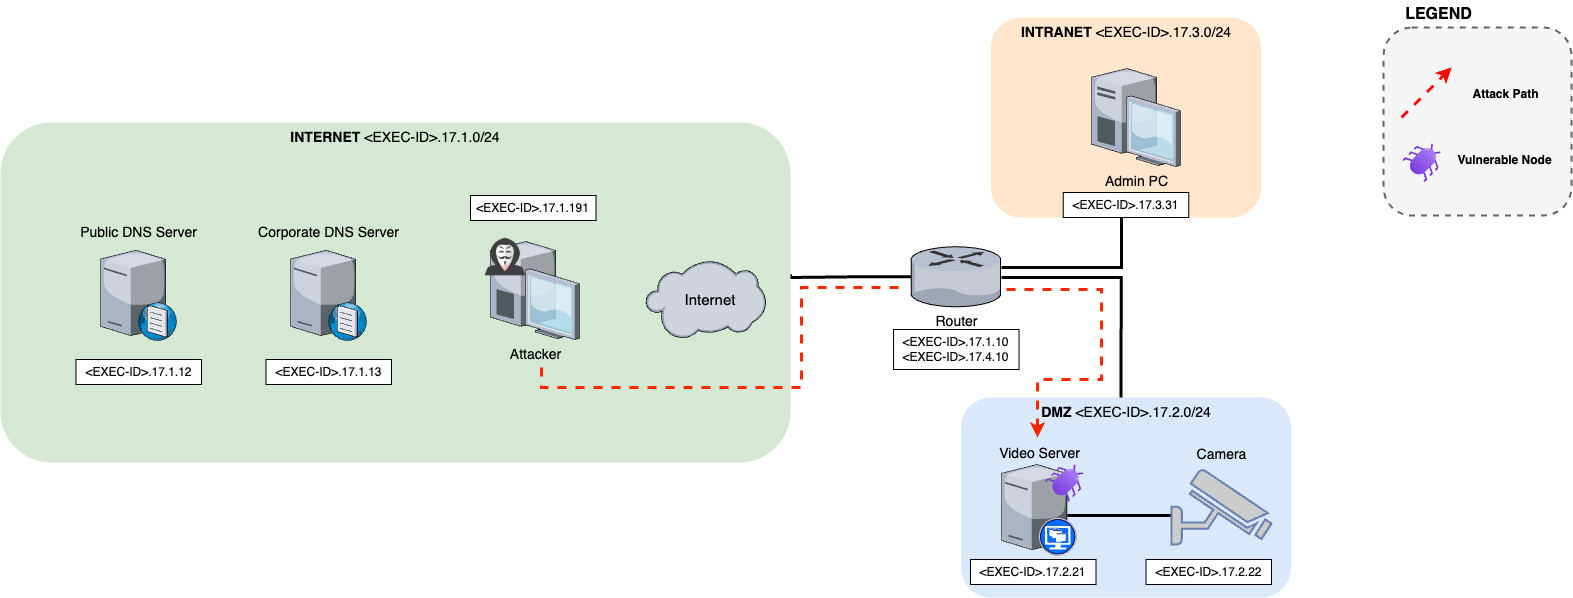 LEGEND
Attack Path
Vulnerable Node
INTRANET <EXEC-ID>.17.3.0/24
Admin PC
<EXEC-ID>.17.3.31
INTERNET <EXEC-ID>.17.1.0/24
<EXEC-ID>.17.1.191
Public DNS Server
Corporate DNS Server
Internet
Attacker
<EXEC-ID>.17.1.12
<EXEC-ID>.17.1.13
Router
<EXEC-ID>.17.1.10
<EXEC-ID>.17.4.10
DMZ <EXEC-ID>.17.2.0/24
Video Server
Camera
<EXEC-ID>.17.2.21
<EXEC-ID>.17.2.22